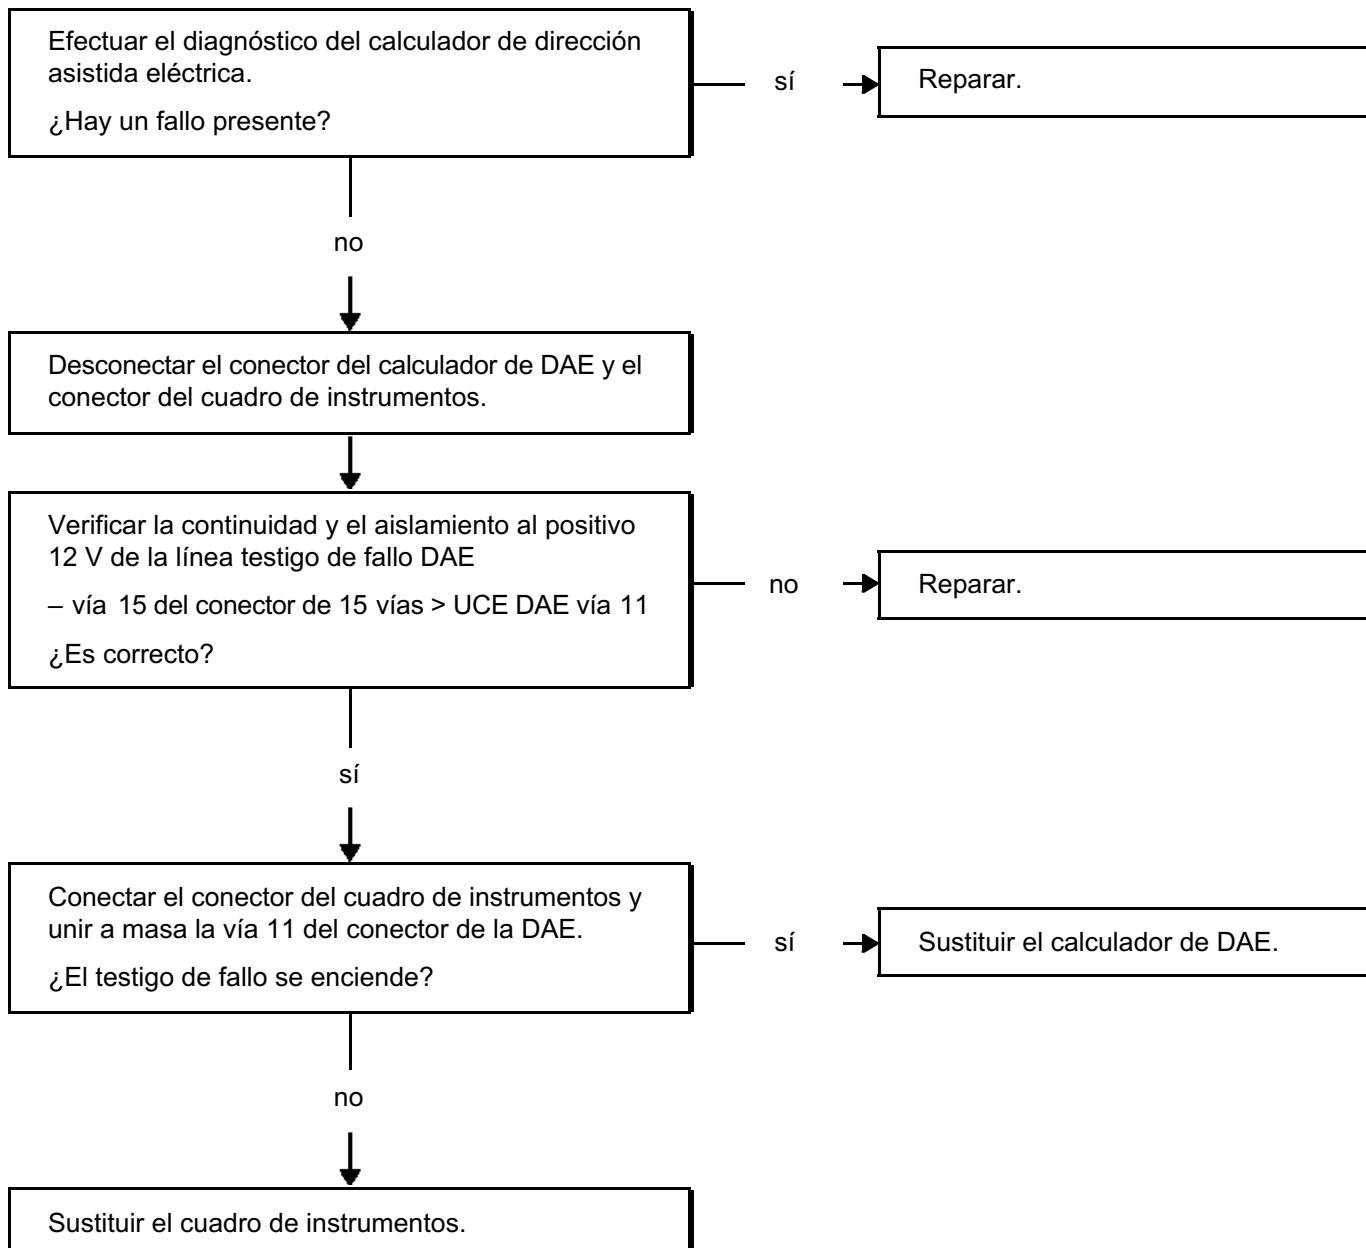 Efectuar el diagnóstico del calculador de dirección
asistida eléctrica.
¿Hay un fallo presente?
sí
Reparar.
no
Desconectar el conector del calculador de DAE y el
conector del cuadro de instrumentos.
Verificar la continuidad y el aislamiento al positivo
12 V de la línea testigo de fallo DAE
– vía 15 del conector de 15 vías > UCE DAE vía 11
¿Es correcto?
no
Reparar.
sí
Conectar el conector del cuadro de instrumentos y
unir a masa la vía 11 del conector de la DAE.
¿El testigo de fallo se enciende?
sí
Sustituir el calculador de DAE.
no
Sustituir el cuadro de instrumentos.